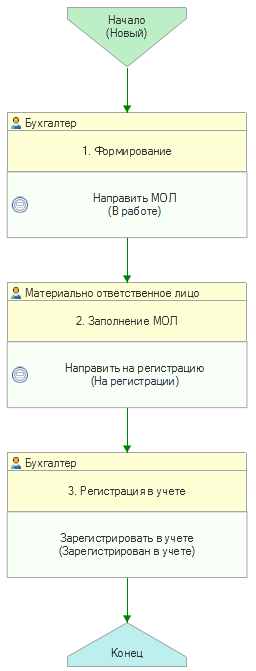 Начало
(Новый)
Бухгалтер
1. Формирование
Направить МОЛ
(В работе)
Материально ответственное лицо
2. Заполнение МОЛ
Направить на регистрацию
(На регистрации)
Бухгалтер
3. Регистрация в учете
Зарегистрировать в учете
(Зарегистрирован в учете)
Конец